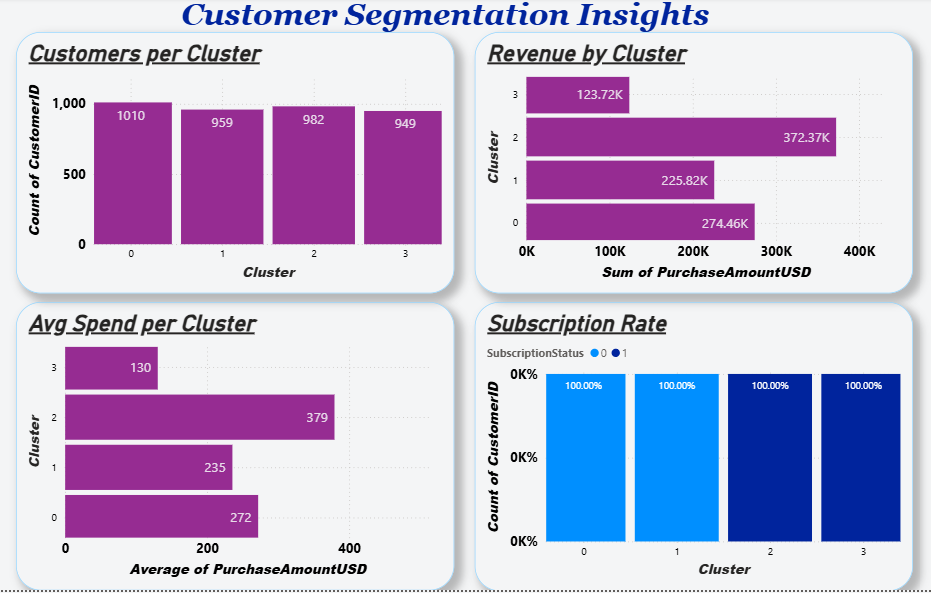 Customer Segmentation Insights
Customers per Cluster
Count of CustomerID
1,000
500
0
1010
959
982
949
0 1 2 3
Cluster
Revenue by Cluster
Cluster
3
2
1
0
123.72K
372.37K
225.82K
274.46K
0K 100K 200K 300K 400K
Sum of PurchaseAmountUSD
Avg Spend per Cluster
Cluster
3
2
1
0
130
379
235
272
0 200 400
Average of PurchaseAmountUSD
Subscription Rate
SubscriptionStatus 0 1
Count of CustomerID
0K%
0K%
0K%
100.00% 100.00% 100.00% 100.00%
0 1 2 3
Cluster